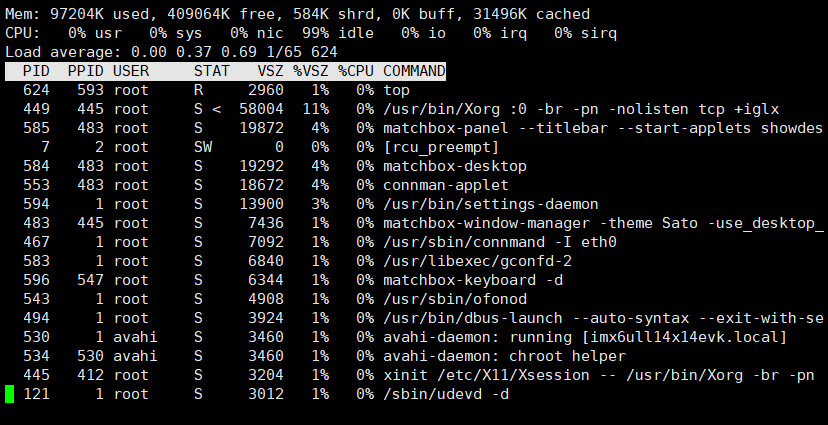 Mem: 97204K used, 409064K free, 584K shrd, 0K buff, 31496K cached
CPU:   0% usr   0% sys   0% nic  99% idle   0% io   0% irq   0% sirq
Load average: 0.00 0.37 0.69 1/65 624
  PID  PPID USER     STAT   VSZ %VSZ %CPU COMMAND
  624   593 root     R     2960   1%   0% top
  449   445 root     S <  58004  11%   0% /usr/bin/Xorg :0 -br -pn -nolisten tcp +iglx
  585   483 root     S    19872   4%   0% matchbox-panel --titlebar --start-applets showdes
    7     2 root     SW       0   0%   0% [rcu_preempt]
  584   483 root     S    19292   4%   0% matchbox-desktop
  553   483 root     S    18672   4%   0% connman-applet
  594     1 root     S    13900   3%   0% /usr/bin/settings-daemon
  483   445 root     S     7436   1%   0% matchbox-window-manager -theme Sato -use_desktop_
  467     1 root     S     7092   1%   0% /usr/sbin/connmand -I eth0
  583     1 root     S     6840   1%   0% /usr/libexec/gconfd-2
  596   547 root     S     6344   1%   0% matchbox-keyboard -d
  543     1 root     S     4908   1%   0% /usr/sbin/ofonod
  494     1 root     S     3924   1%   0% /usr/bin/dbus-launch --auto-syntax --exit-with-se
  530     1 avahi    S     3460   1%   0% avahi-daemon: running [imx6ull14x14evk.local]
  534   530 avahi    S     3460   1%   0% avahi-daemon: chroot helper
  445   412 root     S     3204   1%   0% xinit /etc/X11/Xsession -- /usr/bin/Xorg -br -pn
  121     1 root     S     3012   1%   0% /sbin/udevd -d